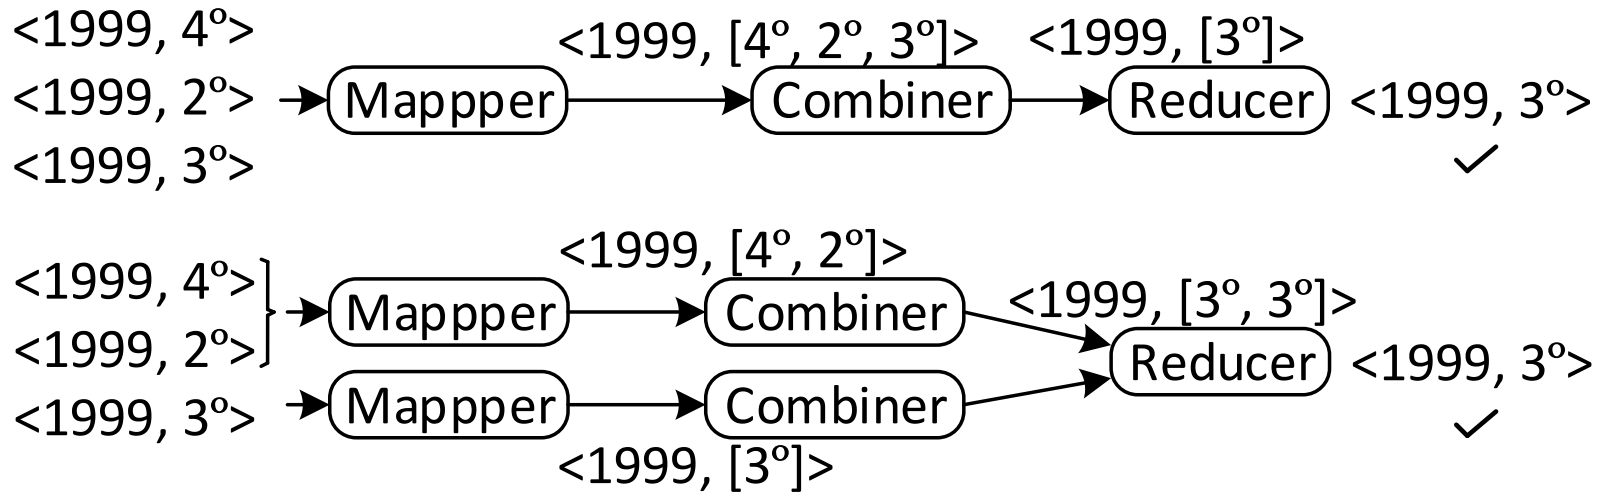 <1999, 4º>
<1999, 2º>
<1999, 3º>
Mappper
<1999, [4º, 2º, 3º]>
Combiner
<1999, [3º]>
Reducer
<1999, 3º>
✓
<1999, 4º>
<1999, 2º>
<1999, 3º>
Mappper
<1999, [4º, 2º]>
Combiner
Mappper
<1999, [3º]>
Combiner
<1999, [3º, 3º]>
Reducer
<1999, 3º>
✓